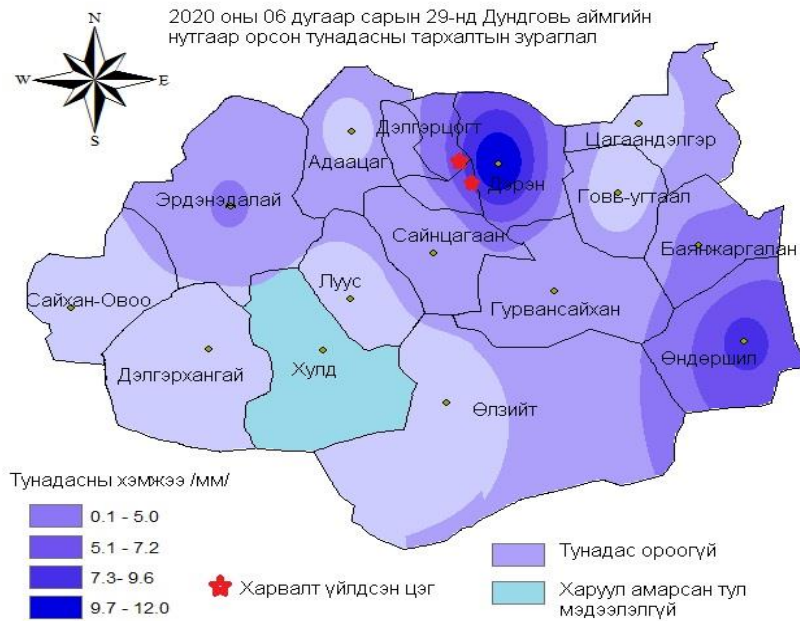 2020 оны 06 дугаар сарын 29-нд Дундговь аймгийн
нутгаар орсон тунадасны тархалтын зураглал
N
W E
S
Дэлгэрцогт
Цагаандэлгэр
Адаацаг
Дэрэн
Эрдэнэдалай
Говь-угтаал
Сайнцагаан
Баянжаргалан
Луус
Сайхан-Овоо
Гурвансайхан
Өндөршил
Дэлгэрхангай
Хулд
Өлзийт
Тунадасны хэмжээ /мм/
0.1 - 5.0
5.1 - 7.2
7.3- 9.6
9.7 - 12.0
Харвалт үйлдсэн цэг
Тунадас ороогүй
Харуул амарсан тул
мэдээлэлгүй